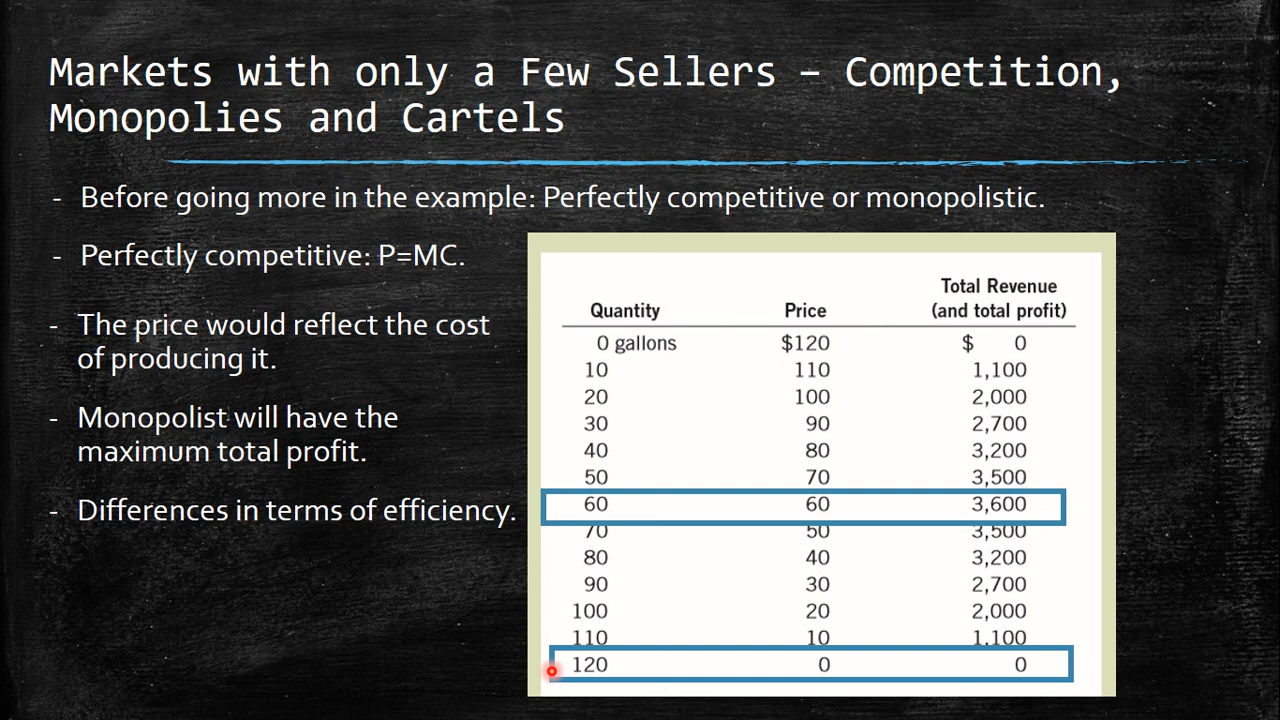 Markets with only a Few Sellers – Competition,
Monopolies and Cartels
- Before going more in the example: Perfectly competitive or monopolistic.
- Perfectly competitive: P=MC.
- The price would reflect the cost
of producing it.
- Monopolist will have the
maximum total profit.
- Differences in terms of efficiency.
Total Revenue
Quantity Price (and total profit)
0 gallons $120 $ 0
10 110 1,100
20 100 2,000
30 90 2,700
40 80 3,200
50 70 3,500
60 60 3,600
70 50 3,500
80 40 3,200
90 30 2,700
100 20 2,000
110 10 1,100
120 0 0